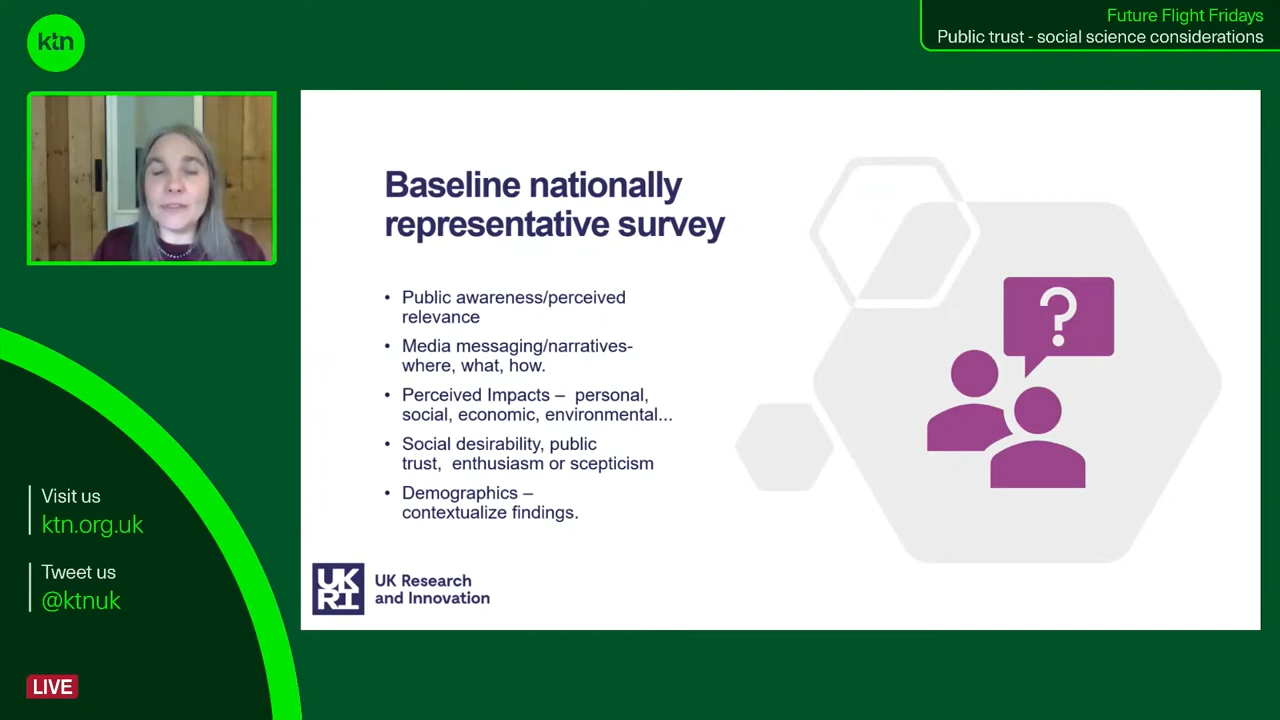 ktn
Future Flight Fridays
Public trust - social science considerations
Baseline nationally
representative survey
• Public awareness/perceived
relevance
• Media messaging/narratives-
where, what, how.
• Perceived Impacts – personal,
social, economic, environmental...
• Social desirability, public
trust, enthusiasm or scepticism
• Demographics –
contextualize findings.
?
UK
RI
UK Research
and Innovation
Visit us
ktn.org.uk
Tweet us
@ktnuk
LIVE